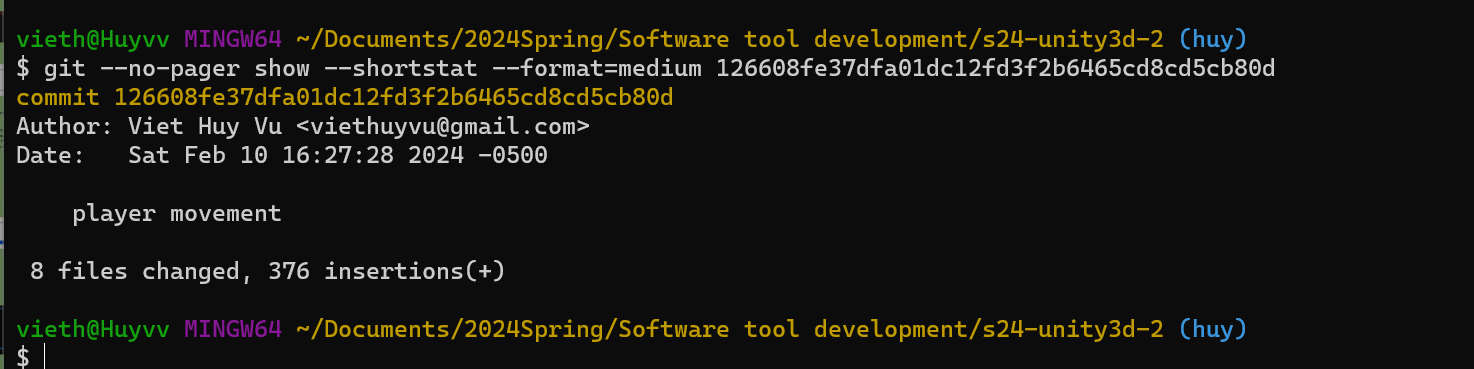 vieth@Huyvv MINGW64 ~/Documents/2024Spring/Software tool development/s24-unity3d-2 (huy)
$ git --no-pager show --shortstat --format=medium 126608fe37dfa01dc12fd3f2b6465cd8cd5cb80d
commit 126608fe37dfa01dc12fd3f2b6465cd8cd5cb80d
Author: Viet Huy Vu <viethuyvu@gmail.com>
Date:   Sat Feb 10 16:27:28 2024 -0500
    player movement
 8 files changed, 376 insertions(+)
vieth@Huyvv MINGW64 ~/Documents/2024Spring/Software tool development/s24-unity3d-2 (huy)
$